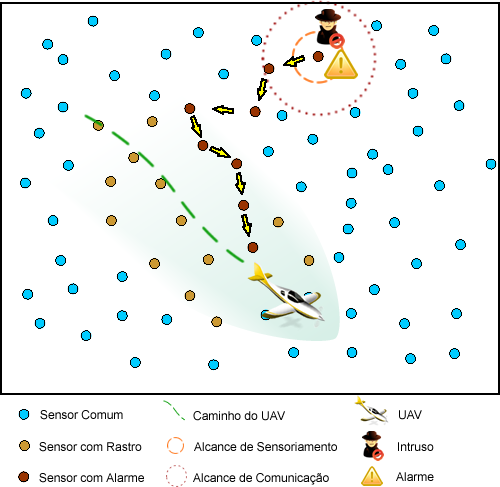 Sensor Comum
Caminho do UAV
UAV
Sensor com Rastro
Alcance de Sensoriamento
Intruso
Sensor com Alarme
Alcance de Comunicação
Alarme